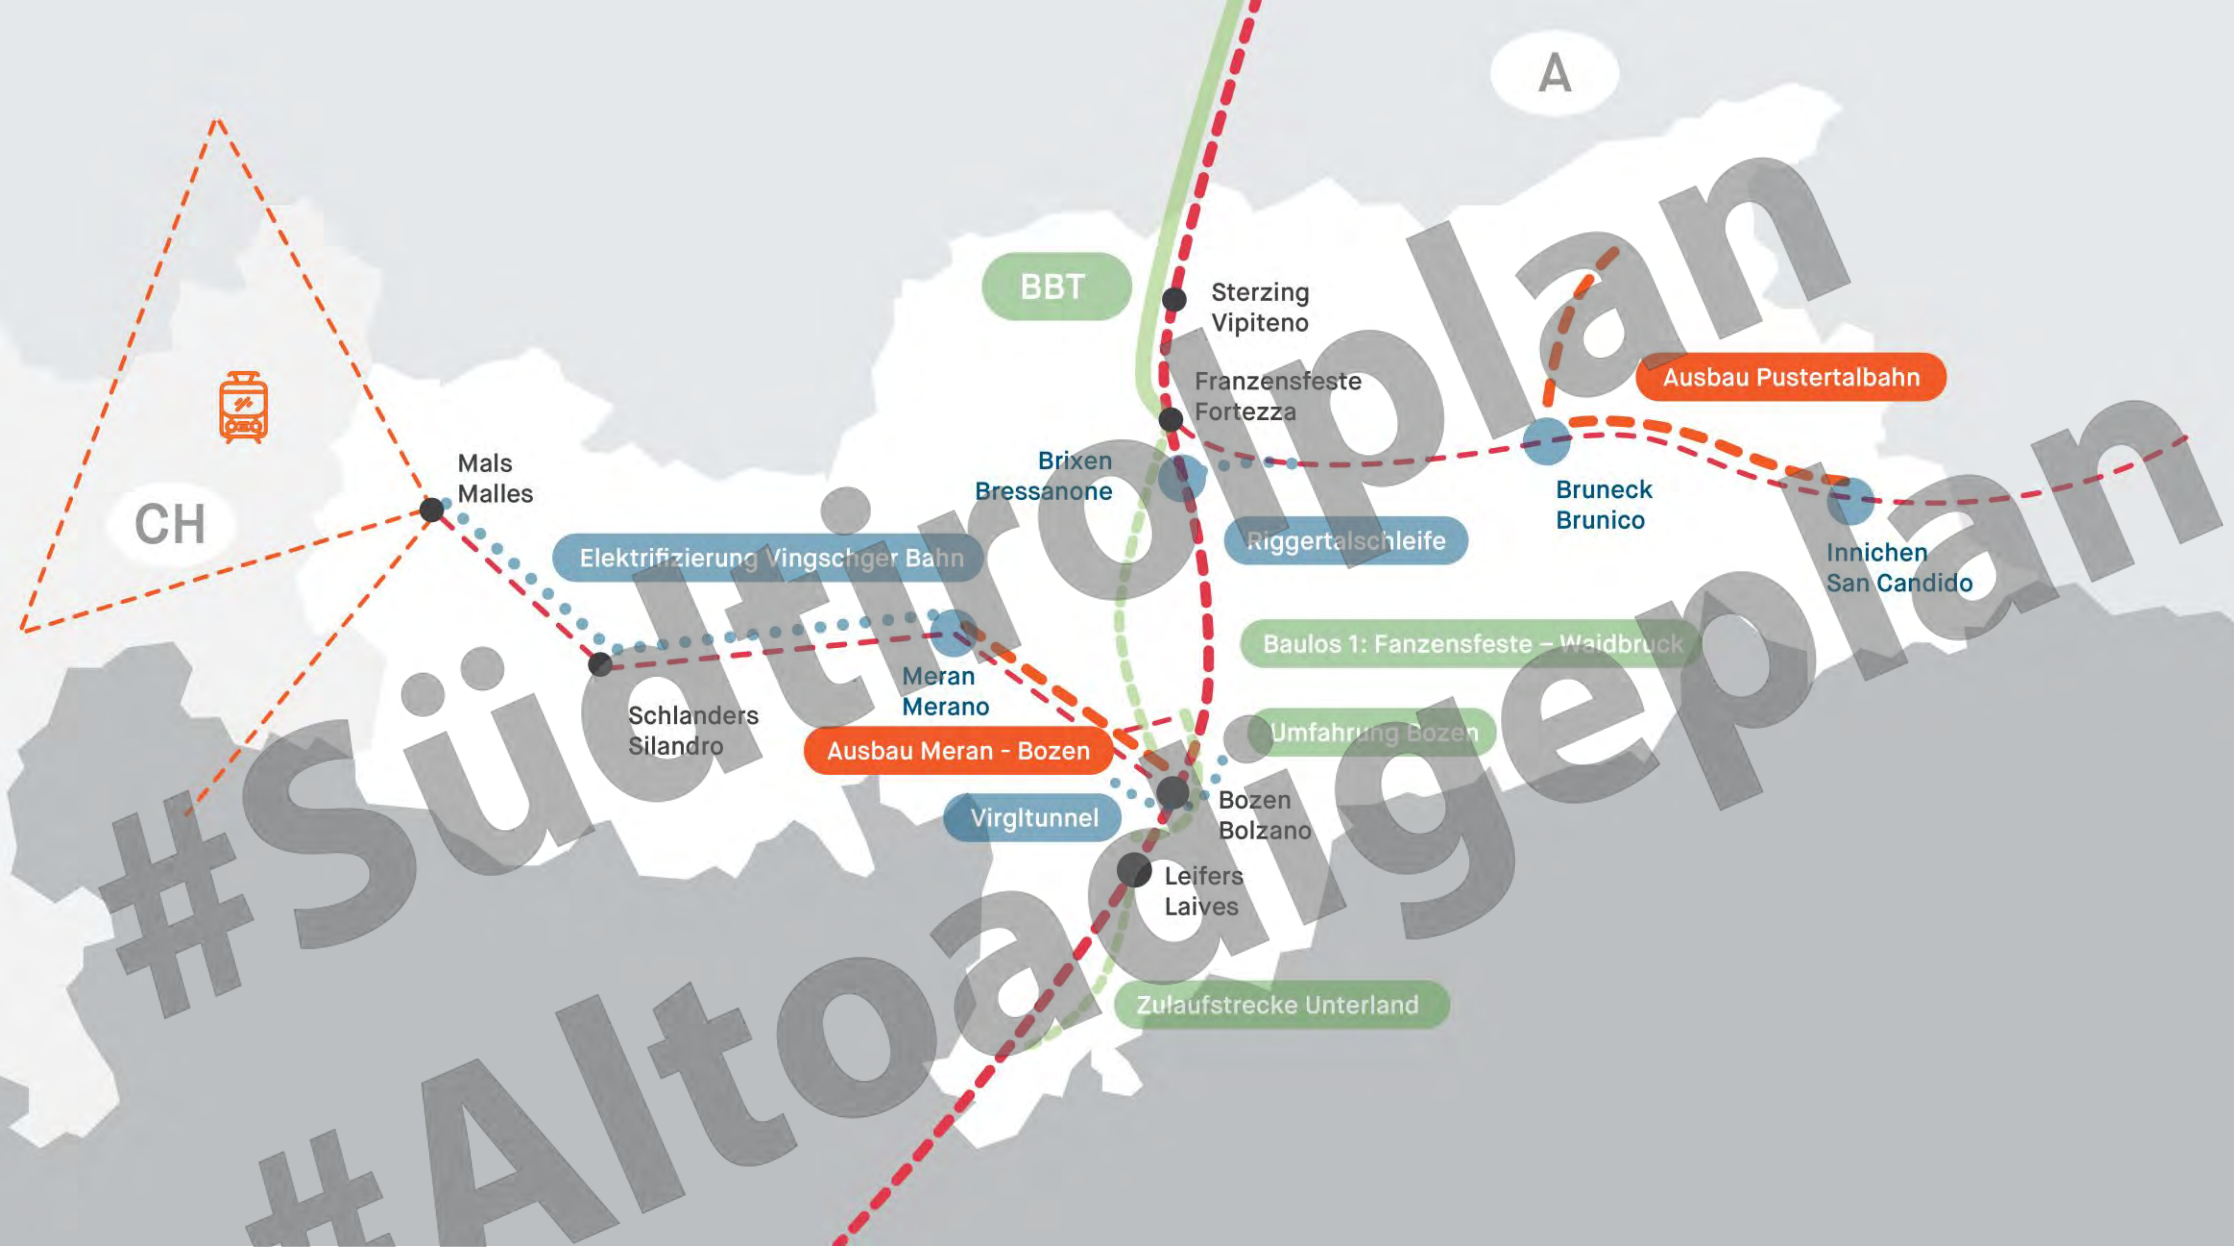 A
BBT
Sterzing
Vipiteno
Franzensfeste
Fortezza
Ausbau Pustertalbahn
Mals
Malles
CH
Brixen
Bressanone
Bruneck
Brunico
Elektrifizierung Vingschger Bahn
Riggertalschleife
Innichen
San Candido
Baulos 1: Fanzensfeste – Waidbruck
Meran
Merano
Schlanders
Silandro
Umfahrung Bozen
Ausbau Meran - Bozen
Virgltunnel
Bozen
Bolzano
Leifers
Laives
Zulaufstrecke Unterland
#Südtirolplan
#Altoadigeplan